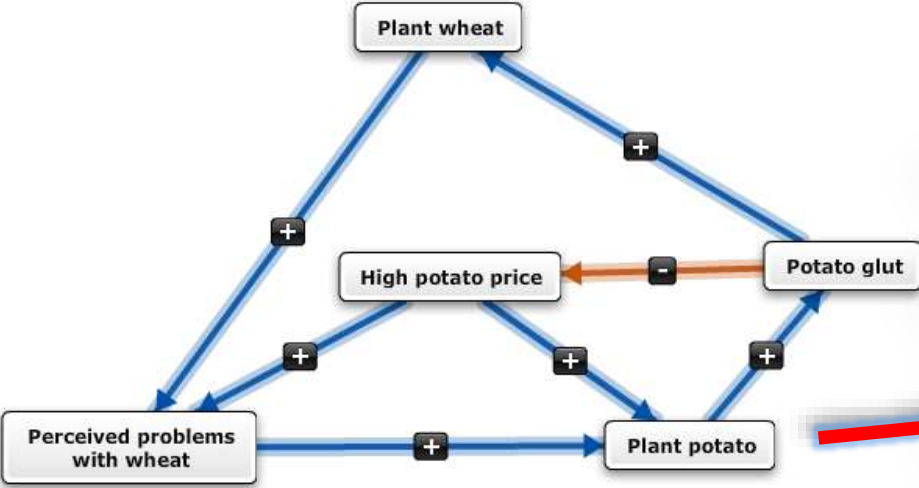 Plant wheat
+
+
High potato price
-
Potato glut
+
+
+
Perceived problems
with wheat
+
Plant potato